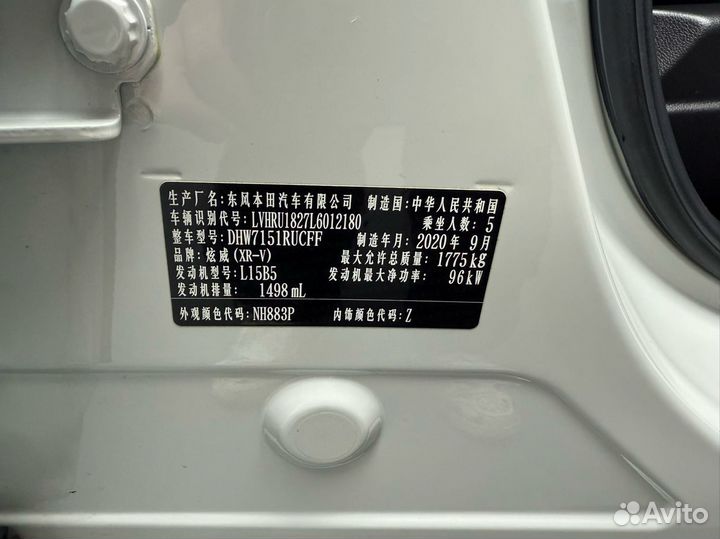 生产厂名：东风本田汽车有限公司 制造国：中华人民共和国
车辆识别代号：LVHRU1827L6012180 乘坐人数：5
整车型号：DHW7151RUCFF 制造年月：2020年9月
品牌：炫威(XR-V) 最大允许总质量：1775kg
发动机型号：L15B5 发动机最大净功率：96kW
发动机排量：1498mL
外观颜色代码：NH883P 内饰颜色代码：Z
Avito